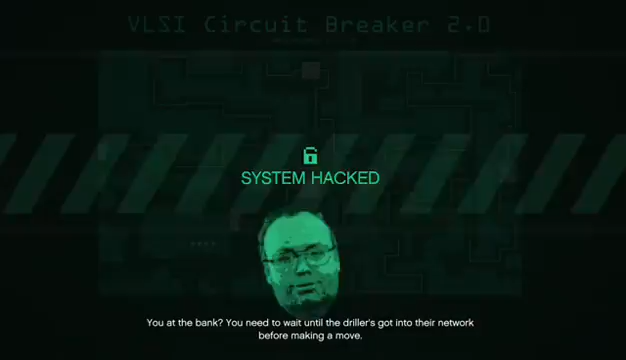 VLSI Circuit Breaker 2.0
SYSTEM HACKED
You at the bank? You need to wait until the driller's got into their network
before making a move.